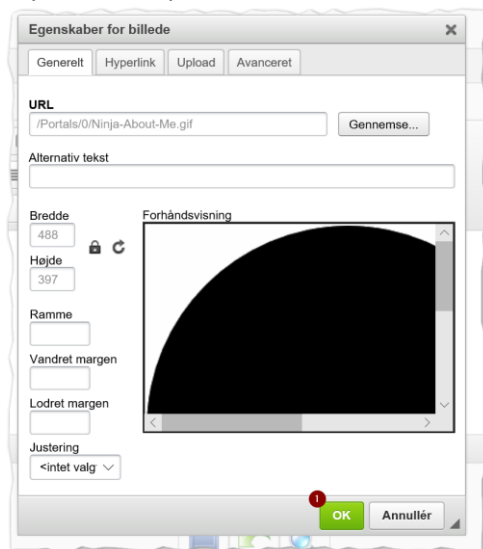 Egenskaber for billede
Generelt Hyperlink Upload Avanceret
URL
/Portals/0/Ninja-About-Me.gif Gennemse...
Alternativ tekst
Bredde Forhåndsvisning
488
Højde
397
Ramme
Vandret margen
Lodret margen
Justering
<intet valg
1
OK Annullér